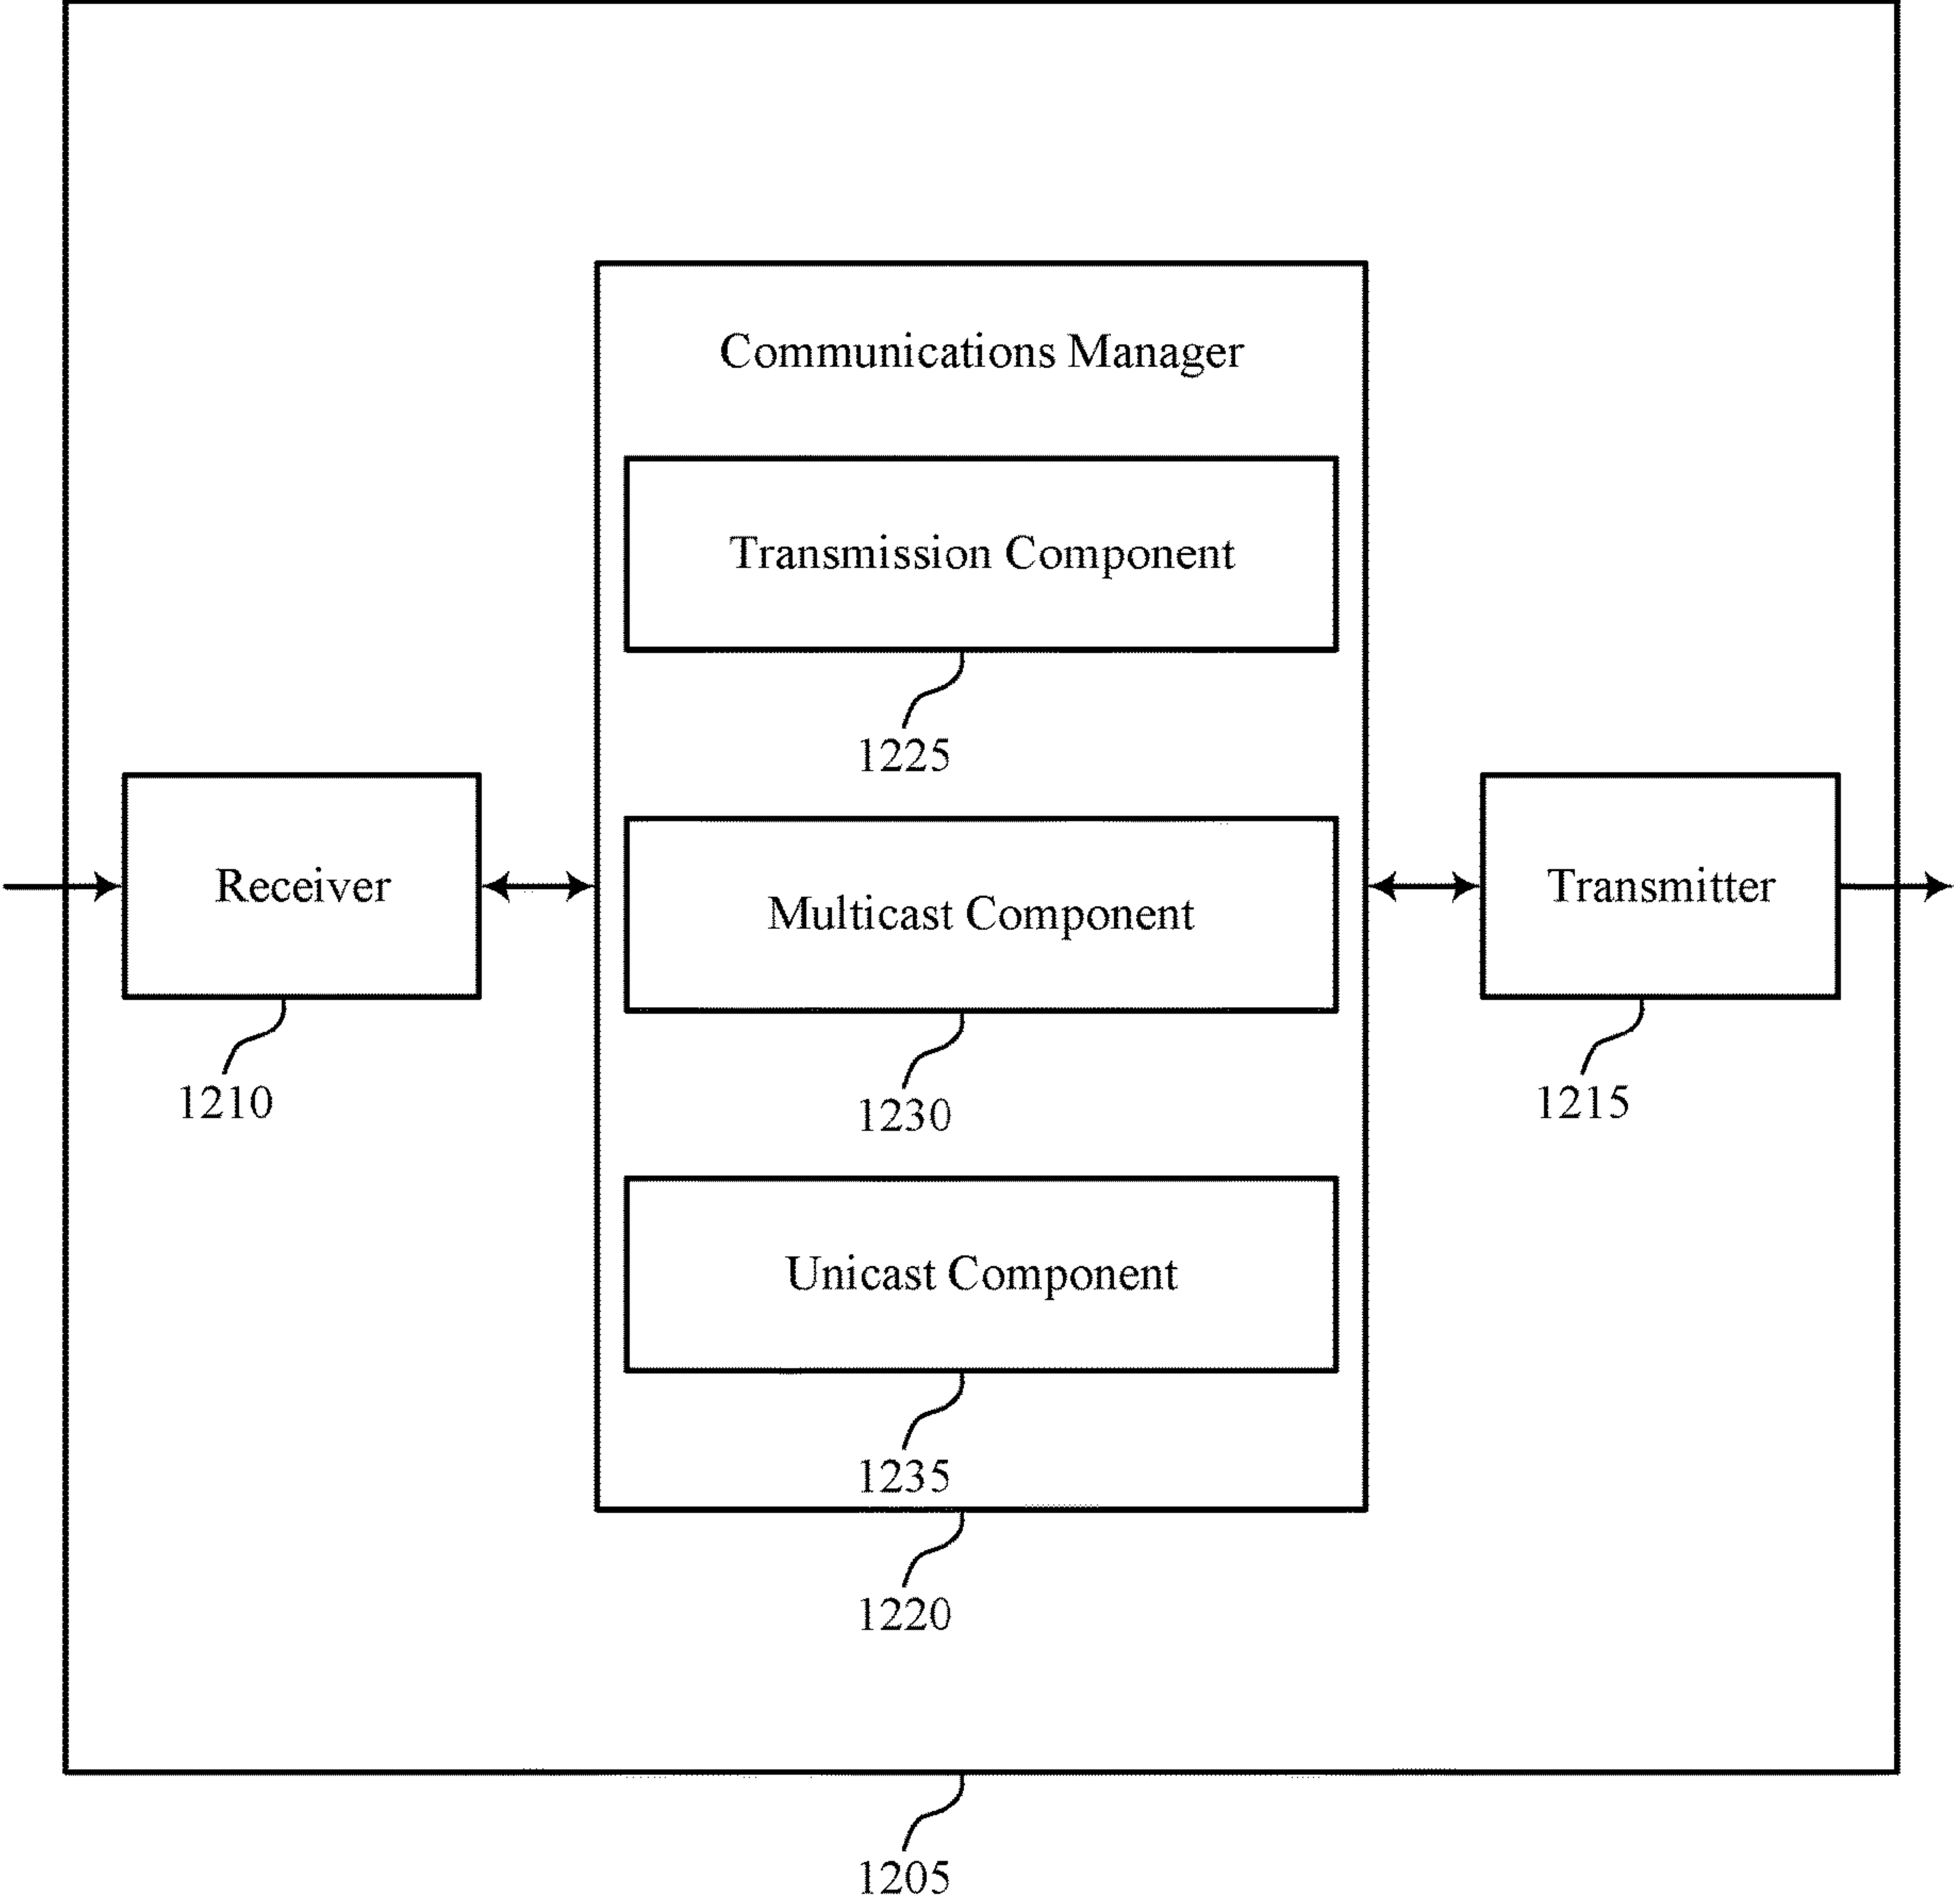 Communications Manager
Transmission Component
1225
Receiver
1210
Multicast Component
1230
Transmitter
1215
Unicast Component
1235
1220
1205